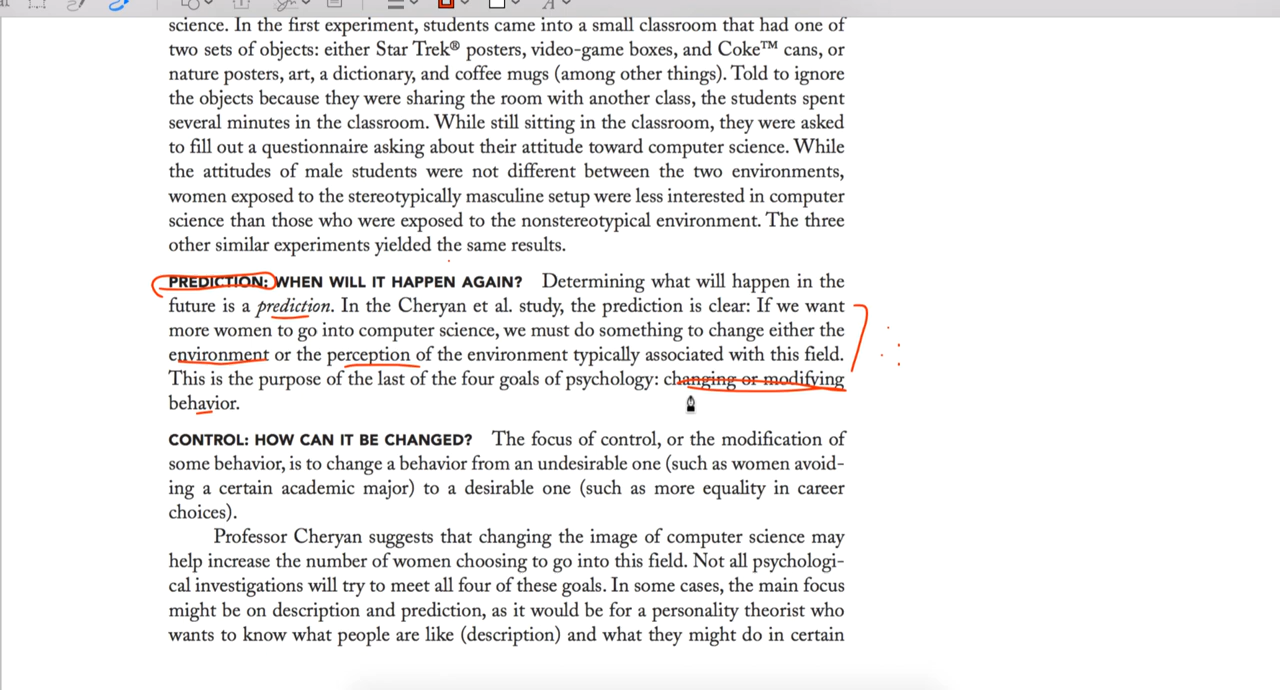 science. In the first experiment, students came into a small classroom that had one of
two sets of objects: either Star Trek® posters, video-game boxes, and Coke™ cans, or
nature posters, art, a dictionary, and coffee mugs (among other things). Told to ignore
the objects because they were sharing the room with another class, the students spent
several minutes in the classroom. While still sitting in the classroom, they were asked
to fill out a questionnaire asking about their attitude toward computer science. While
the attitudes of male students were not different between the two environments,
women exposed to the stereotypically masculine setup were less interested in computer
science than those who were exposed to the nonstereotypical environment. The three
other similar experiments yielded the same results.
PREDICTION: WHEN WILL IT HAPPEN AGAIN? Determining what will happen in the
future is a prediction. In the Cheryan et al. study, the prediction is clear: If we want
more women to go into computer science, we must do something to change either the
environment or the perception of the environment typically associated with this field.
This is the purpose of the last of the four goals of psychology: changing or modifying
behavior.
CONTROL: HOW CAN IT BE CHANGED? The focus of control, or the modification of
some behavior, is to change a behavior from an undesirable one (such as women avoid-
ing a certain academic major) to a desirable one (such as more equality in career
choices).
Professor Cheryan suggests that changing the image of computer science may
help increase the number of women choosing to go into this field. Not all psychologi-
cal investigations will try to meet all four of these goals. In some cases, the main focus
might be on description and prediction, as it would be for a personality theorist who
wants to know what people are like (description) and what they might do in certain